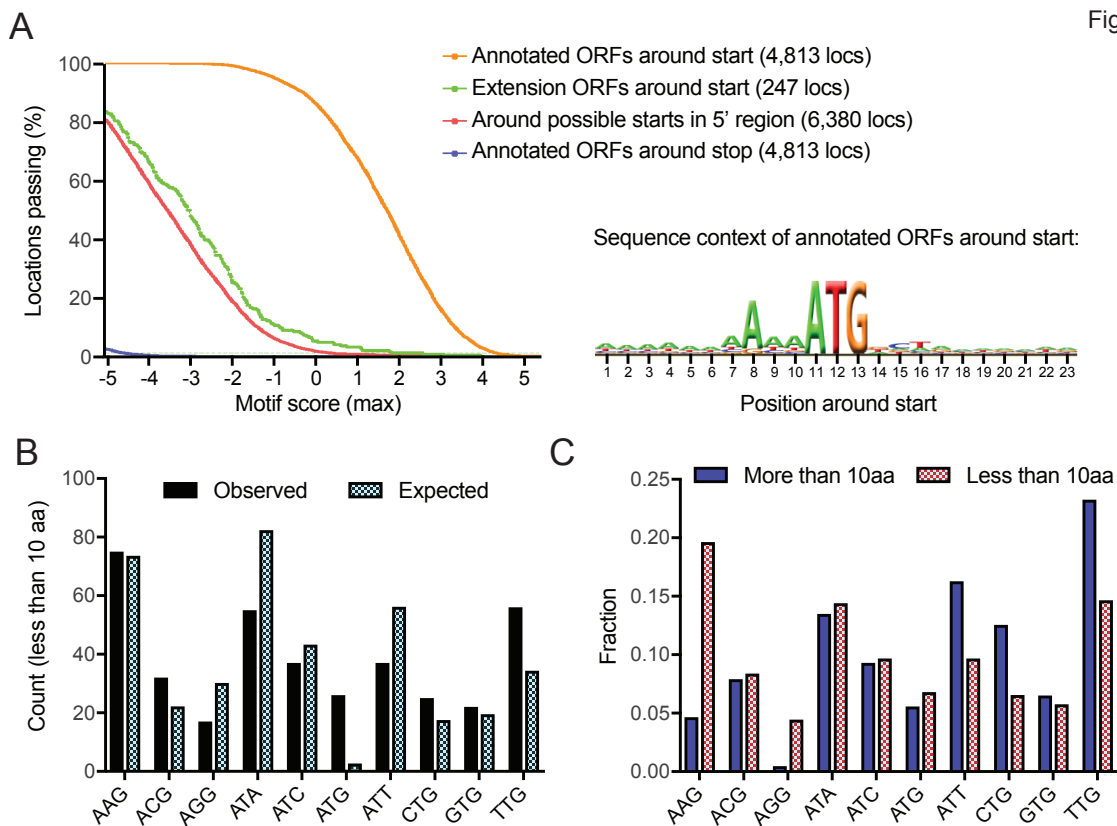 Fig
A
Annotated ORFs around start (4,813 locs)
Extension ORFs around start (247 locs)
Around possible starts in 5' region (6,380 locs)
Annotated ORFs around stop (4,813 locs)
Locations passing (%)
100
80
60
40
20
0
-5 -4 -3 -2 -1 0 1 2 3 4 5
Motif score (max)
Sequence context of annotated ORFs around start:
AAAATG
1 2 3 4 5 6 7 8 9 10 11 12 13 14 15 16 17 18 19 20 21 22 23
Position around start
B
Observed Expected
Count (less than 10 aa)
100
80
60
40
20
0
AAG ACG AGG ATA ATC ATG ATT CTG GTG TTG
C
More than 10aa Less than 10aa
Fraction
0.25
0.20
0.15
0.10
0.05
0.00
AAG ACG AGG ATA ATC ATG ATT CTG GTG TTG